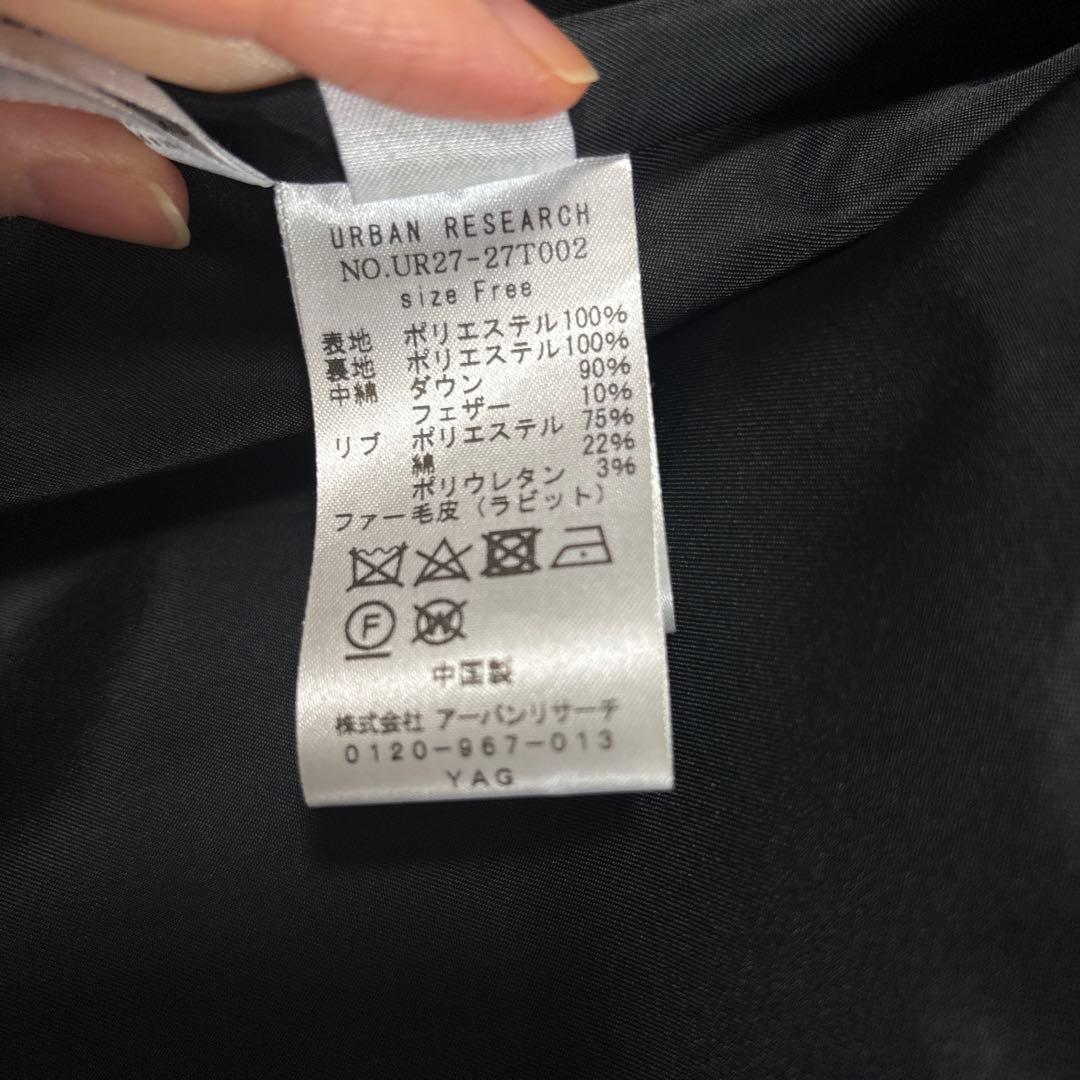 URBAN RESEARCH
NO.UR27-27T002
size Free
表地 ポリエステル100%
裏地 ポリエステル100%
中綿 ダウン 90%
フェザー 10%
リブ ポリエステル 75%
綿 22%
ポリウレタン 3%
ファー毛皮(ラビット)
F W
中国製
株式会社 アーバンリサーチ
0120-967-013
YAG